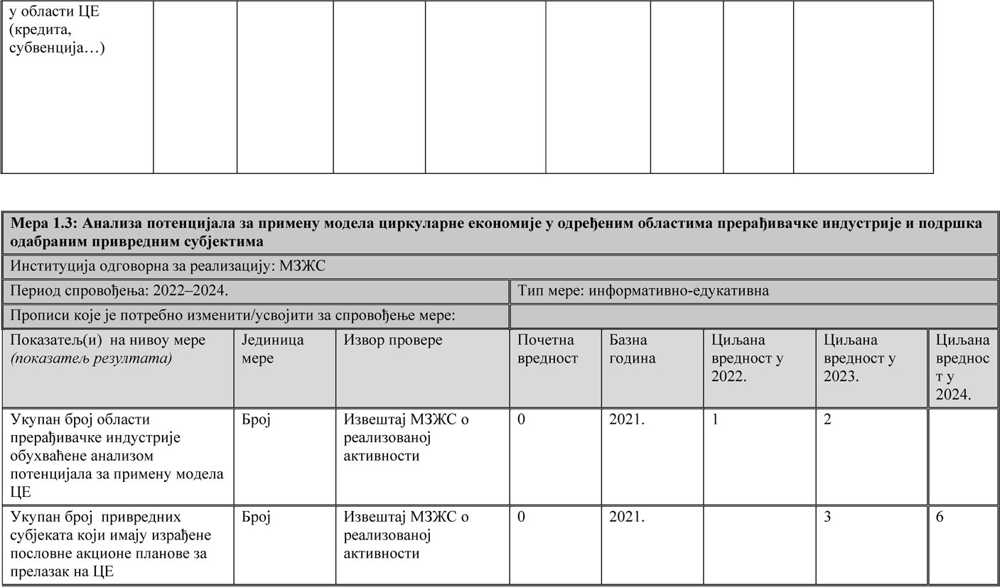 у области ЦЕ
(кредита,
субвенција…)
Мера 1.3: Анализа потенцијала за примену модела циркуларне економије у одређеним областима прерађивачке индустрије и подршка
одабраним привредним субјектима
Институција одговорна за реализацију: МЗЖС
Период спровођења: 2022–2024.
Тип мере: информативно-едукативна
Прописи које је потребно изменити/усвојити за спровођење мере:
Показатељ(и) на нивоу мере
(показатељ резултата)
Јединица
мере
Извор провере
Почетна
вредност
Базна
година
Циљана
вредност у
2022.
Циљана
вредност у
2023.
Циљана
вреднос
т у
2024.
Укупан број области
прерађивачке индустрије
обухваћене анализом
потенцијала за примену модела
ЦЕ
Број
Извештај МЗЖС о
реализованој
активности
0
2021.
1
2
Укупан број привредних
субјеката који имају израђене
пословне акционе планове за
прелазак на ЦЕ
Број
Извештај МЗЖС о
реализованој
активности
0
2021.
3
6